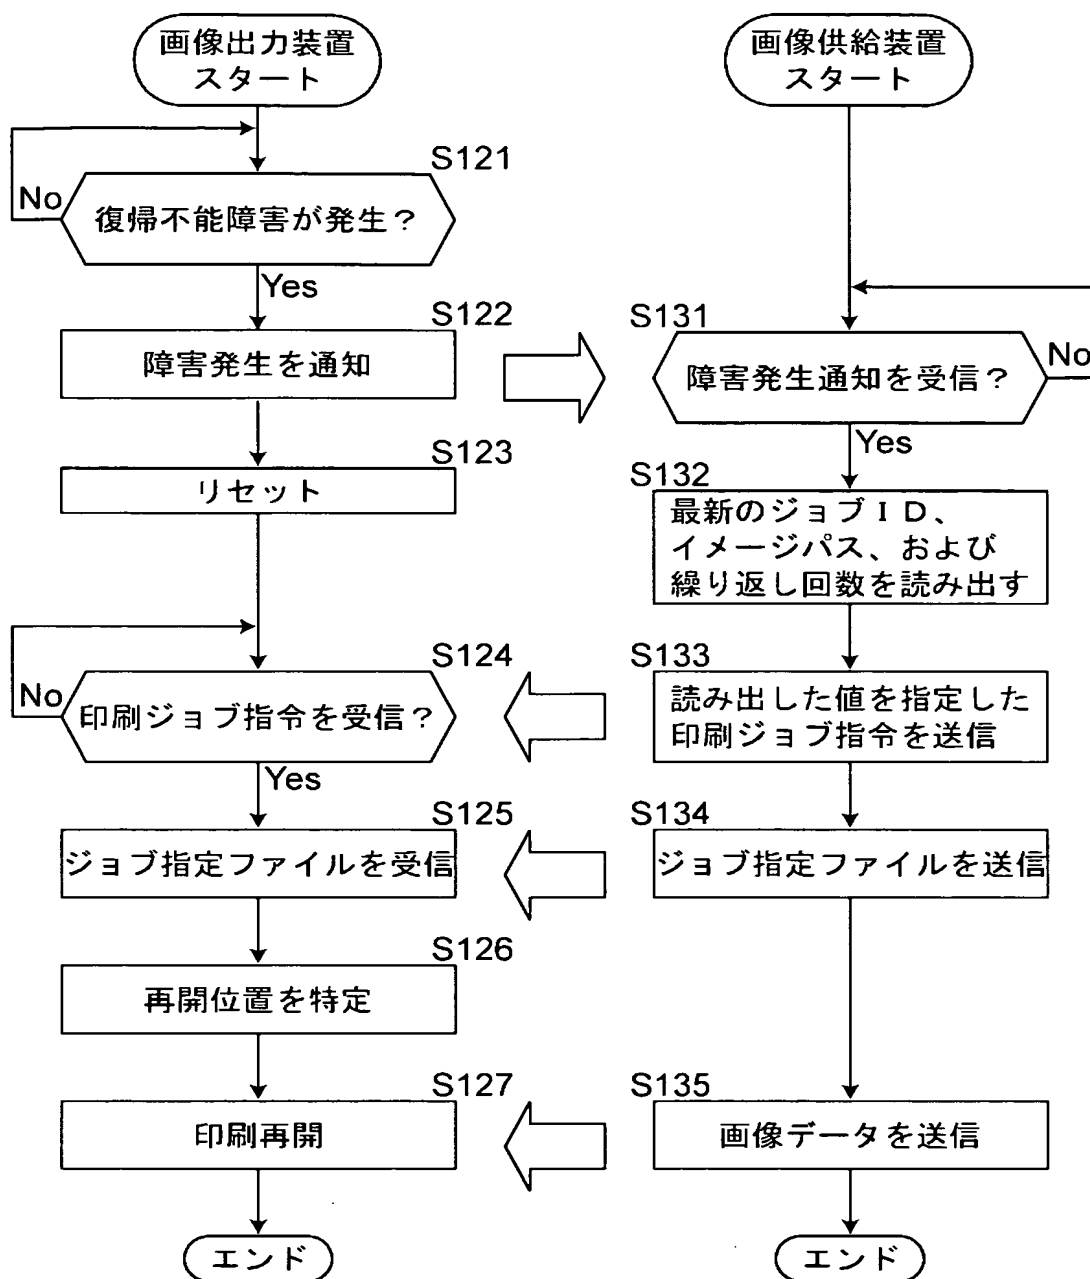 画像出力装置
スタート
S121
No
復帰不能障害が発生？
Yes
S122
障害発生を通知
S123
リセット
S124
No
印刷ジョブ指令を受信？
Yes
S125
ジョブ指定ファイルを受信
S126
再開位置を特定
S127
印刷再開
エンド
画像供給装置
スタート
S131
No
障害発生通知を受信？
Yes
S132
最新のジョブＩＤ、
イメージパス、および
繰り返し回数を読み出す
S133
読み出した値を指定した
印刷ジョブ指令を送信
S134
ジョブ指定ファイルを送信
S135
画像データを送信
エンド